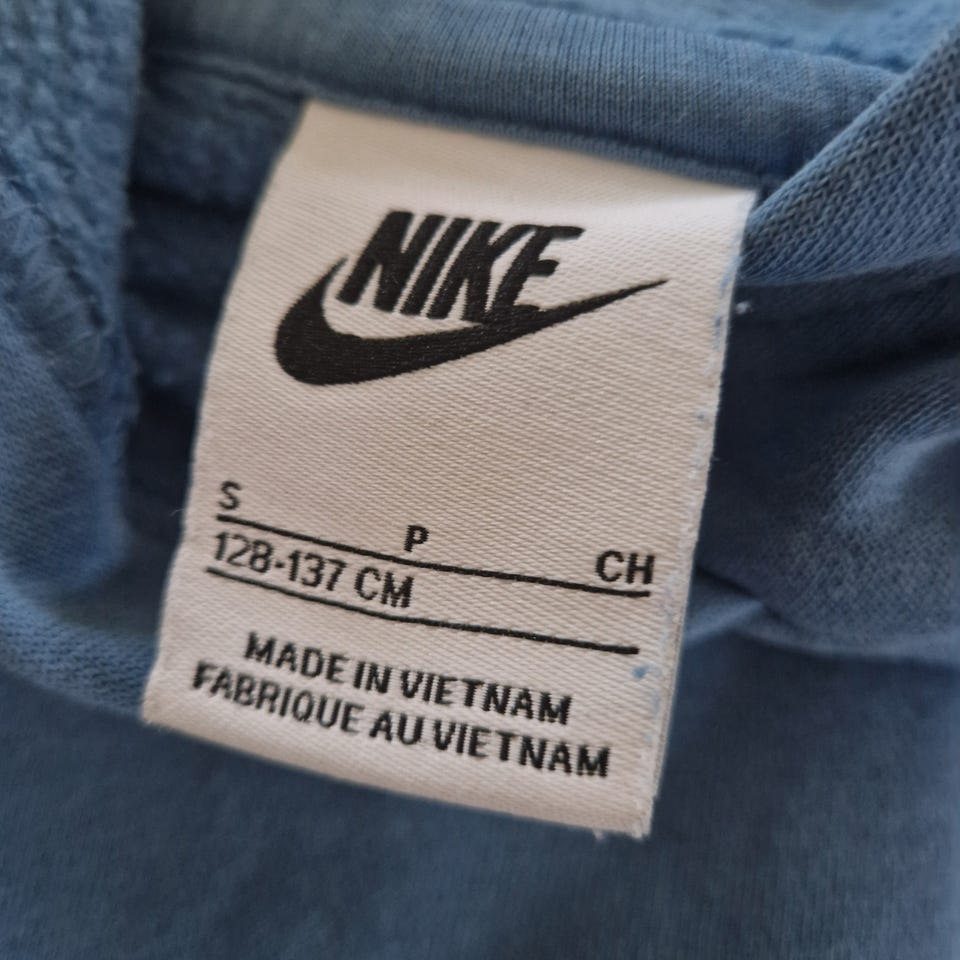 NIKE
S P CH
128-137 CM
MADE IN VIETNAM
FABRIQUE AU VIETNAM